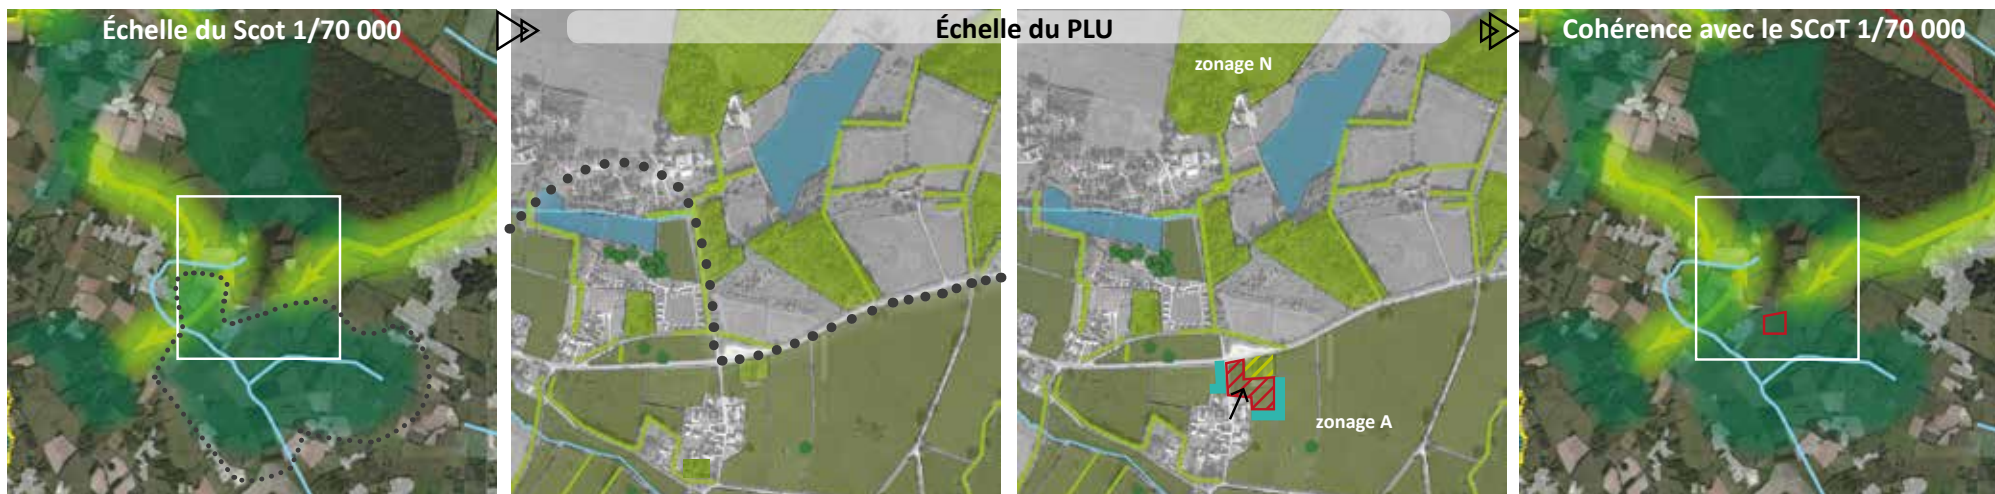 Échelle du Scot 1/70 000
Échelle du PLU
Cohérence avec le SCoT 1/70 000
zonage N
zonage A